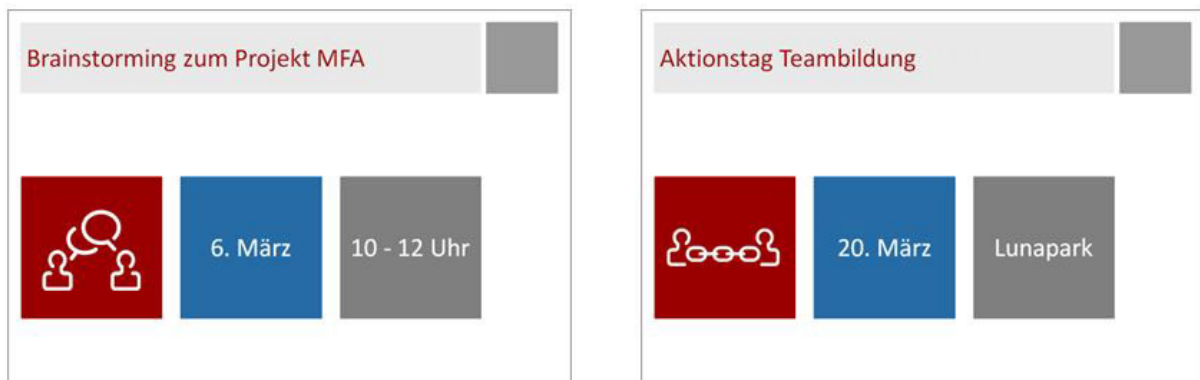 Brainstorming zum Projekt MFA
6. März
10 - 12 Uhr
Aktionstag Teambildung
20. März
Lunapark